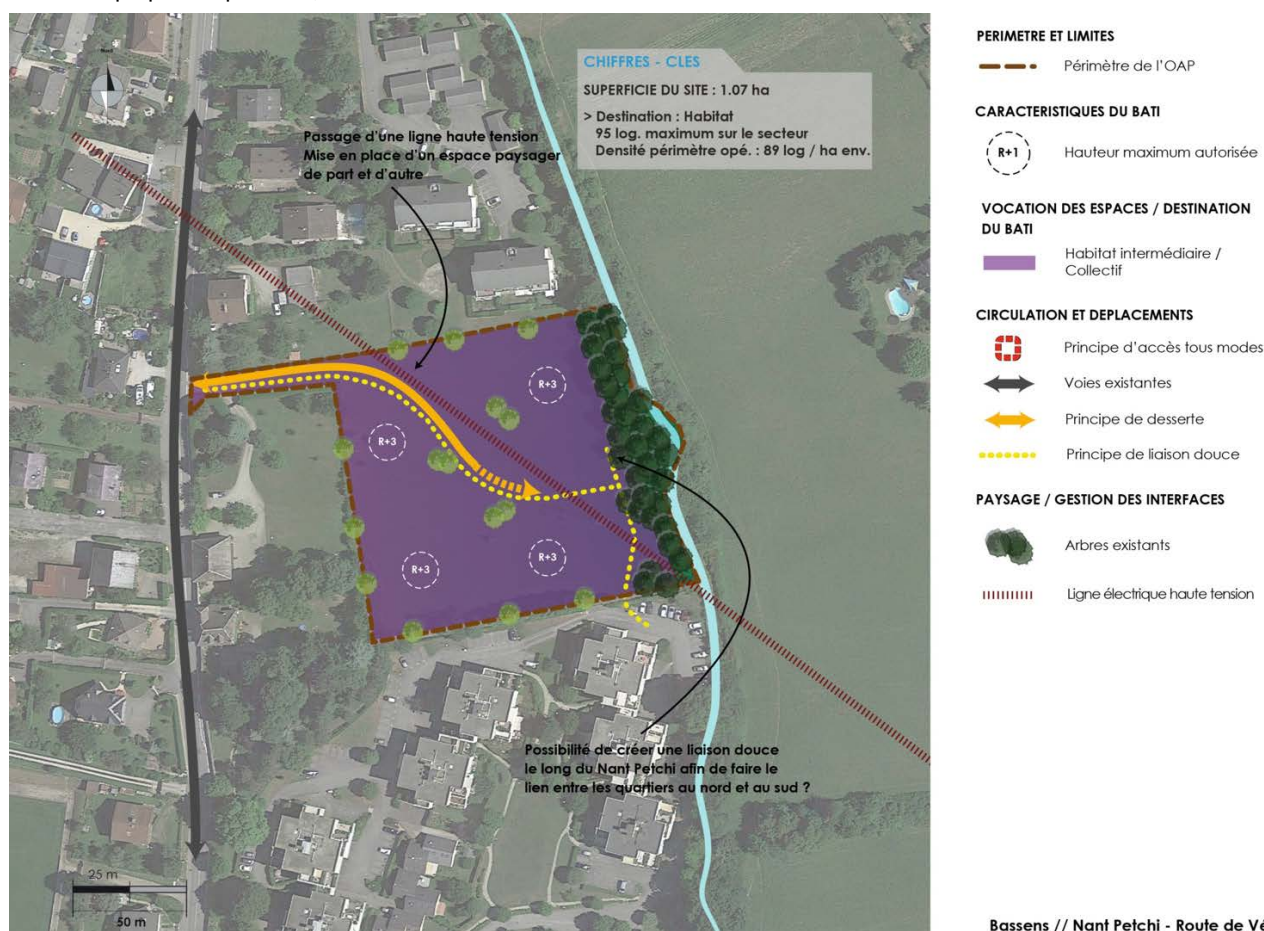 Nord
CHIFFRES - CLES
SUPERFICIE DU SITE : 1.07 ha
> Destination : Habitat
95 log. maximum sur le secteur
Densité périmètre opé. : 89 log / ha env.
Passage d'une ligne haute tension
Mise en place d'un espace paysager
de part et d'autre
R+3
R+3
R+3
R+3
Possibilité de créer une liaison douce
le long du Nant Petchi afin de faire le
lien entre les quartiers au nord et au sud ?
25 m
50 m
PERIMETRE ET LIMITES
Périmètre de l'OAP
CARACTERISTIQUES DU BATI
R+1
Hauteur maximum autorisée
VOCATION DES ESPACES / DESTINATION
DU BATI
Habitat intermédiaire /
Collectif
CIRCULATION ET DEPLACEMENTS
Principe d'accès tous modes
Voies existantes
Principe de desserte
Principe de liaison douce
PAYSAGE / GESTION DES INTERFACES
Arbres existants
Ligne électrique haute tension
Bassens // Nant Petchi - Route de Vé